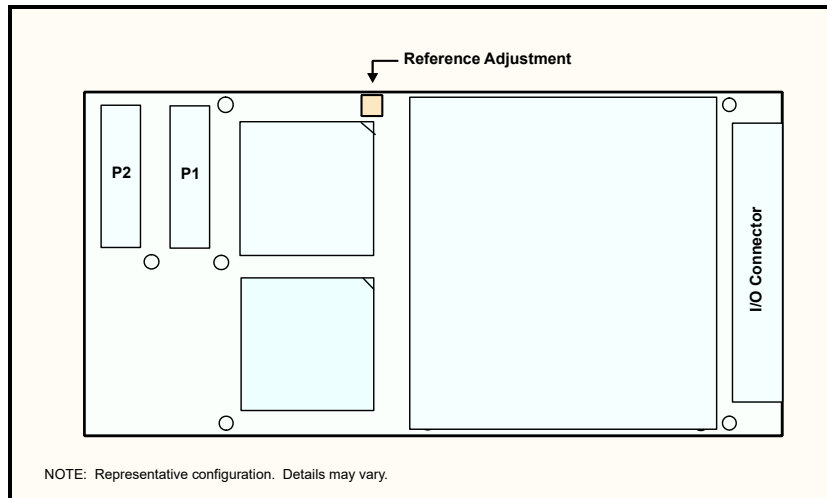 Reference Adjustment
P2
P1
I/O Connector
NOTE:  Representative configuration.  Details may vary.